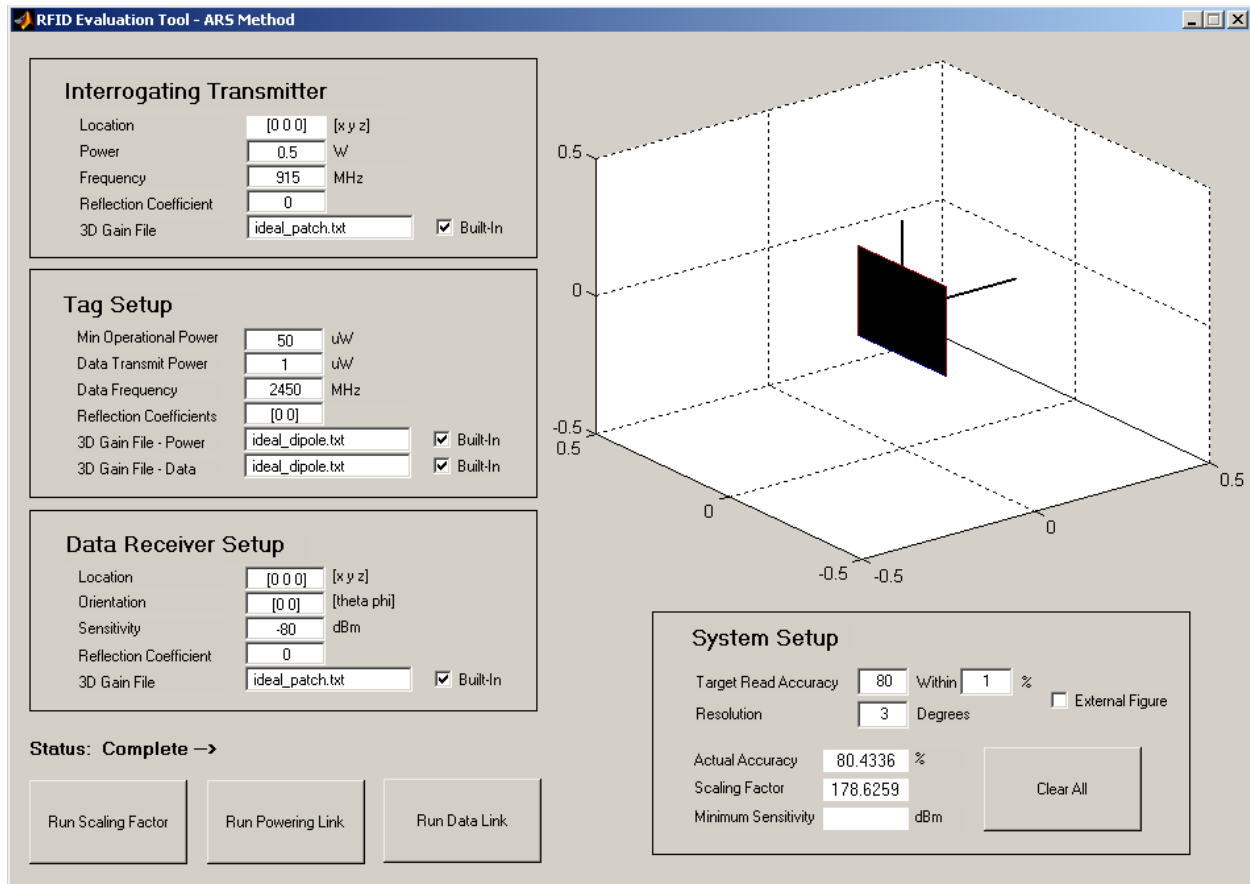 RFID Evaluation Tool - ARS Method
Interrogating Transmitter
Location [0 0 0] [x y z]
Power 0.5 W
Frequency 915 MHz
Reflection Coefficient 0
3D Gain File ideal_patch.txt Built-In
Tag Setup
Min Operational Power 50 uW
Data Transmit Power 1 uW
Data Frequency 2450 MHz
Reflection Coefficients [0 0]
3D Gain File - Power ideal_dipole.txt Built-In
3D Gain File - Data ideal_dipole.txt Built-In
Data Receiver Setup
Location [0 0 0] [x y z]
Orientation [0 0] [theta phi]
Sensitivity -80 dBm
Reflection Coefficient 0
3D Gain File ideal_patch.txt Built-In
Status: Complete -->
Run Scaling Factor Run Powering Link Run Data Link
0.5
0
-0.5
0.5
0
-0.5 -0.5
0
0.5
System Setup
Target Read Accuracy 80 Within 1 %
Resolution 3 Degrees
External Figure
Actual Accuracy 80.4336 %
Scaling Factor 178.6259
Minimum Sensitivity dBm
Clear All